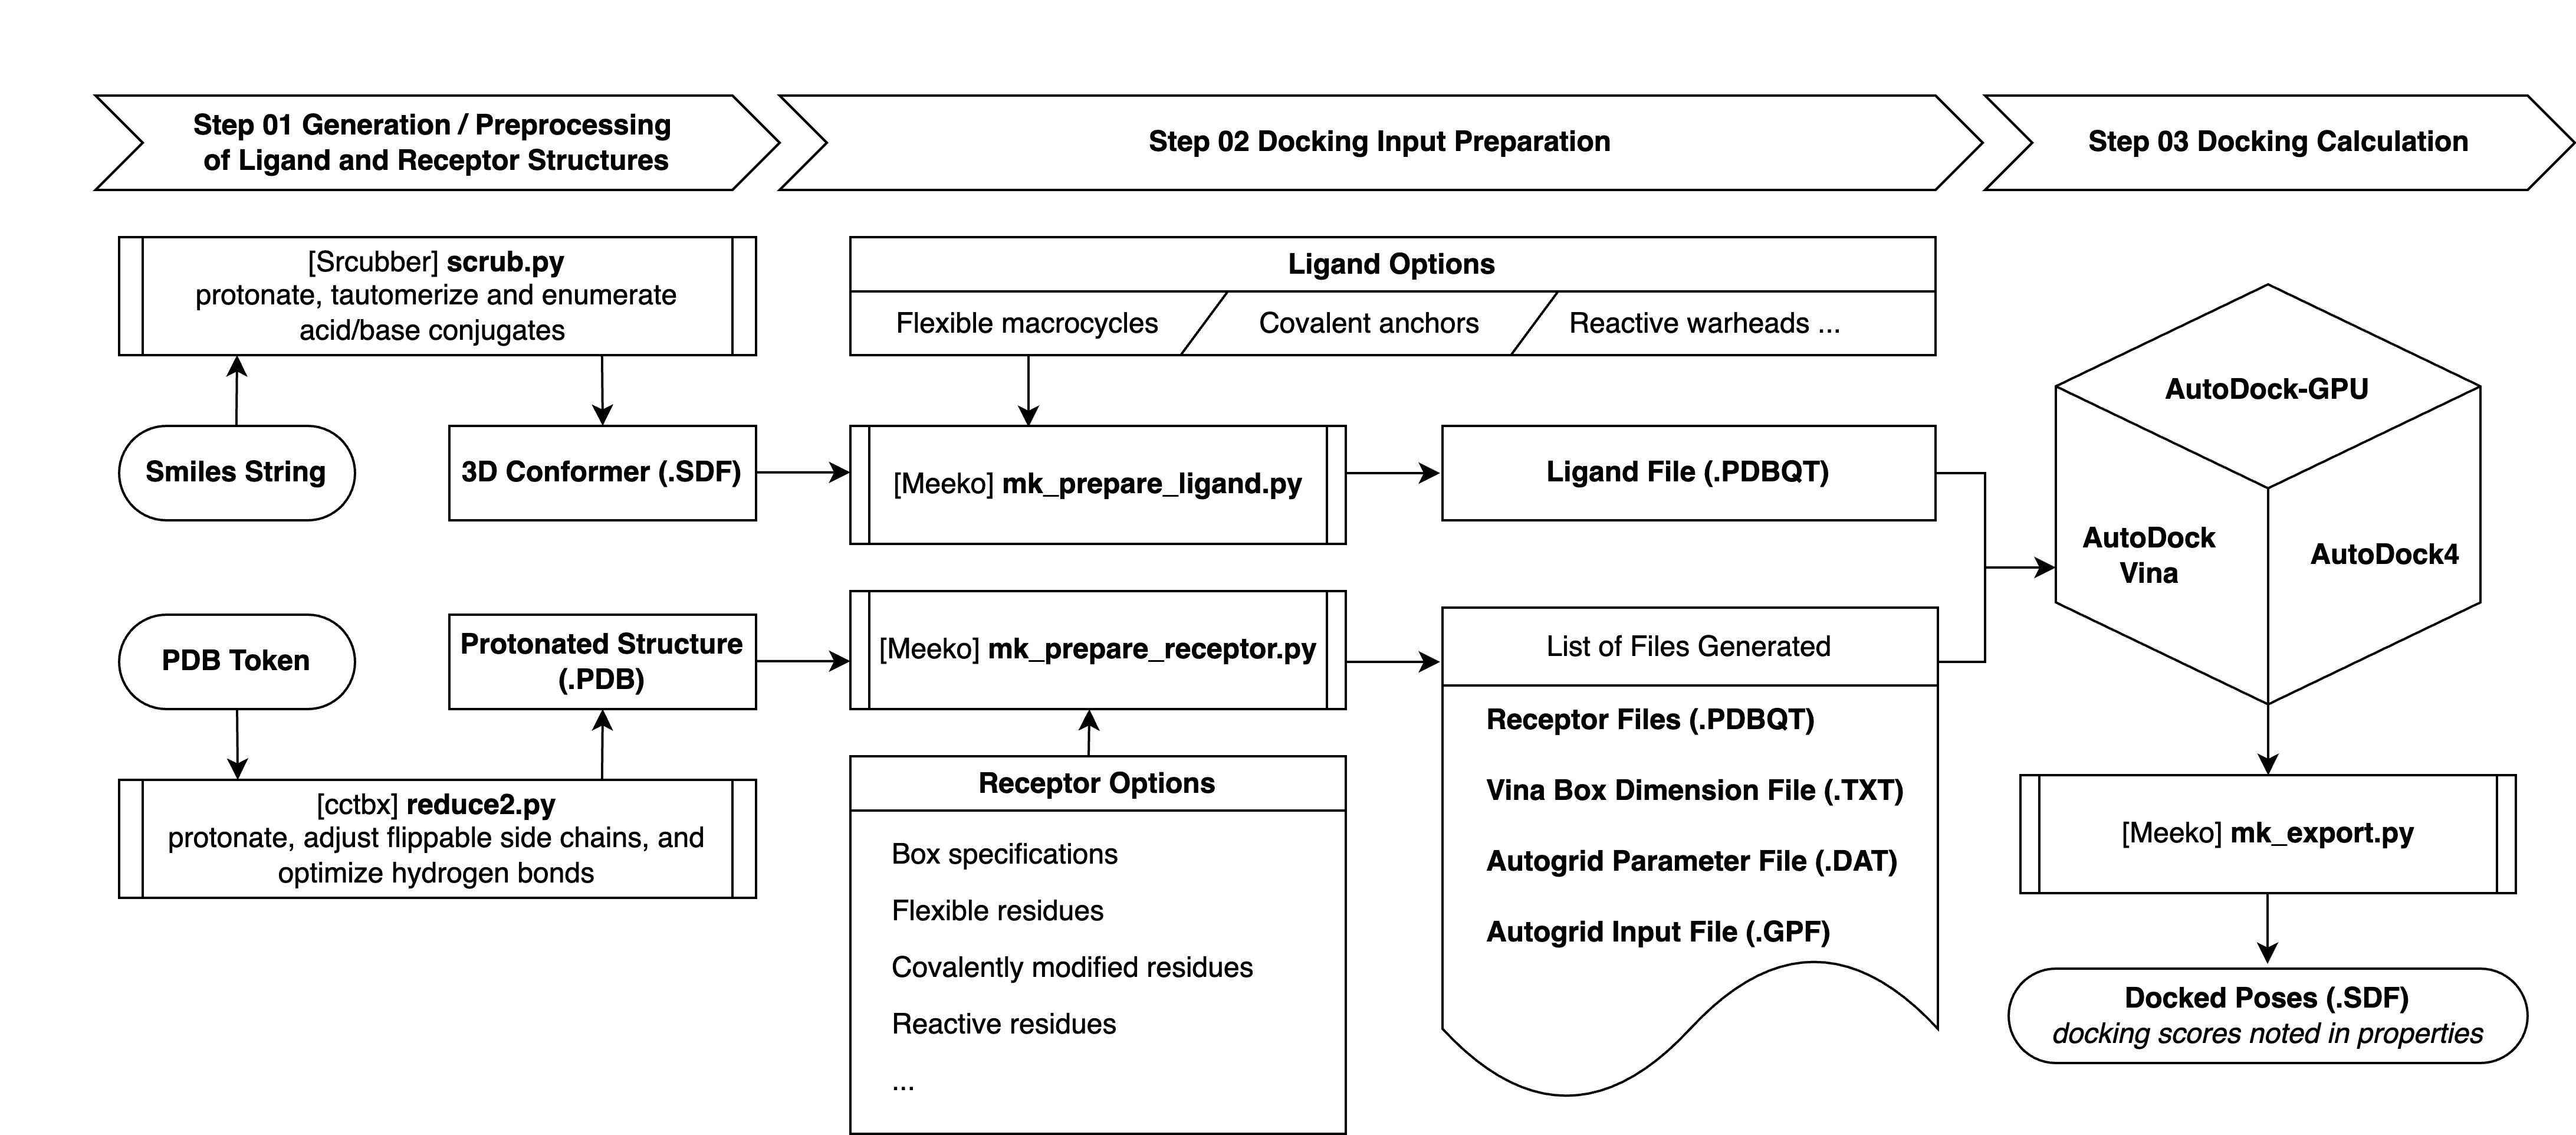 Step 01 Generation / Preprocessing
of Ligand and Receptor Structures
Step 02 Docking Input Preparation
Step 03 Docking Calculation
[Srcubber] scrub.py
protonate, tautomerize and enumerate
acid/base conjugates
Smiles String
3D Conformer (.SDF)
PDB Token
Protonated Structure
(.PDB)
[cctbx] reduce2.py
protonate, adjust flippable side chains, and
optimize hydrogen bonds
Ligand Options
Flexible macrocycles
Covalent anchors
Reactive warheads ...
[Meeko] mk_prepare_ligand.py
Ligand File (.PDBQT)
[Meeko] mk_prepare_receptor.py
Receptor Options
Box specifications
Flexible residues
Covalently modified residues
Reactive residues
...
List of Files Generated
Receptor Files (.PDBQT)
Vina Box Dimension File (.TXT)
Autogrid Parameter File (.DAT)
Autogrid Input File (.GPF)
AutoDock-GPU
AutoDock
Vina
AutoDock4
[Meeko] mk_export.py
Docked Poses (.SDF)
docking scores noted in properties